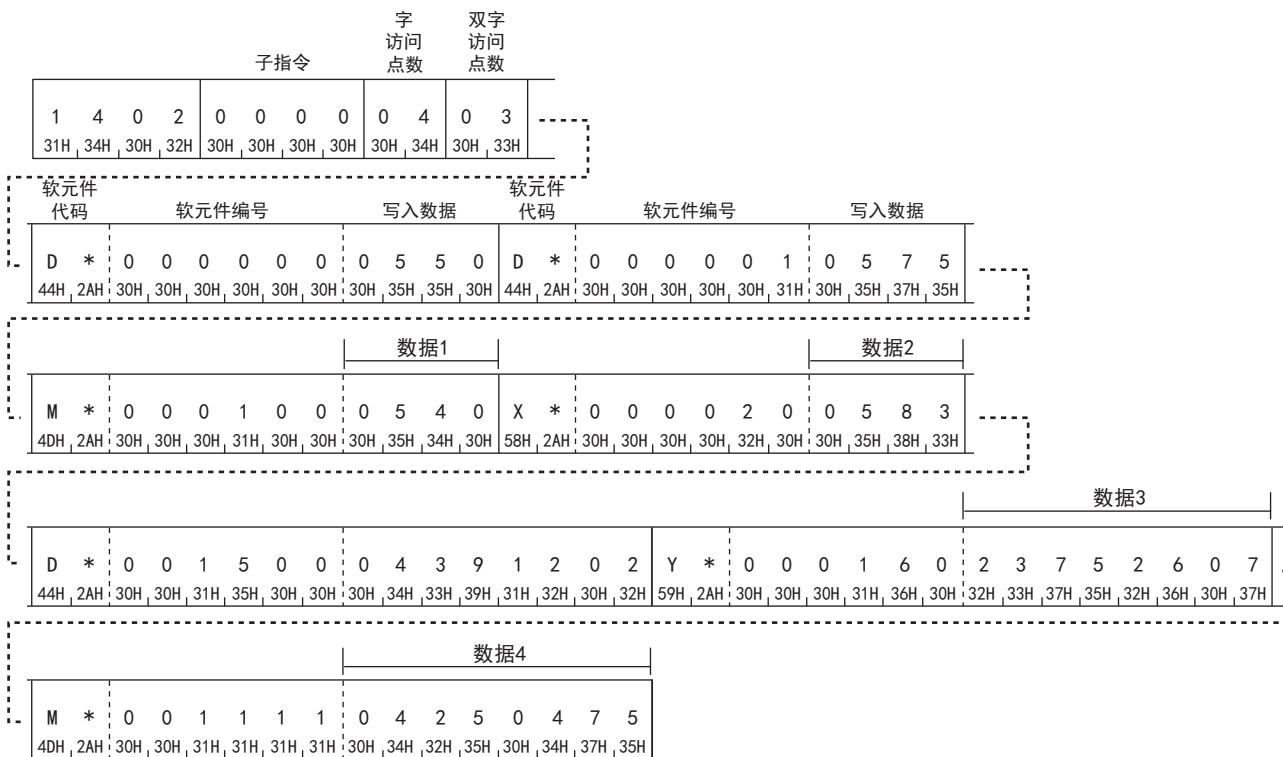 字 双字
访问 访问
子指令 点数 点数
1 4 0 2 0 0 0 0 0 4 0 3
31H 34H 30H 32H 30H 30H 30H 30H 30H 34H 30H 33H
软元件 软元件
代码 软元件编号 写入数据 代码 软元件编号 写入数据
D * 0 0 0 0 0 0 0 5 5 0 D * 0 0 0 0 0 1 0 5 7 5
44H 2AH 30H 30H 30H 30H 30H 30H 30H 35H 35H 30H 44H 2AH 30H 30H 30H 30H 30H 31H 30H 35H 37H 35H
数据1 数据2
M * 0 0 0 1 0 0 0 5 4 0 X * 0 0 0 0 2 0 0 5 8 3
4DH 2AH 30H 30H 30H 31H 30H 30H 30H 35H 34H 30H 58H 2AH 30H 30H 30H 30H 32H 30H 30H 35H 38H 33H
数据3
D * 0 0 1 5 0 0 0 4 3 9 1 2 0 2 Y * 0 0 0 1 6 0 2 3 7 5 2 6 0 7
44H 2AH 30H 30H 31H 35H 30H 30H 30H 34H 33H 39H 31H 32H 30H 32H 59H 2AH 30H 30H 30H 31H 36H 30H 32H 33H 37H 35H 32H 36H 30H 37H
数据4
M * 0 0 1 1 1 1 0 4 2 5 0 4 7 5
4DH 2AH 30H 30H 31H 31H 31H 31H 30H 34H 32H 35H 30H 34H 37H 35H